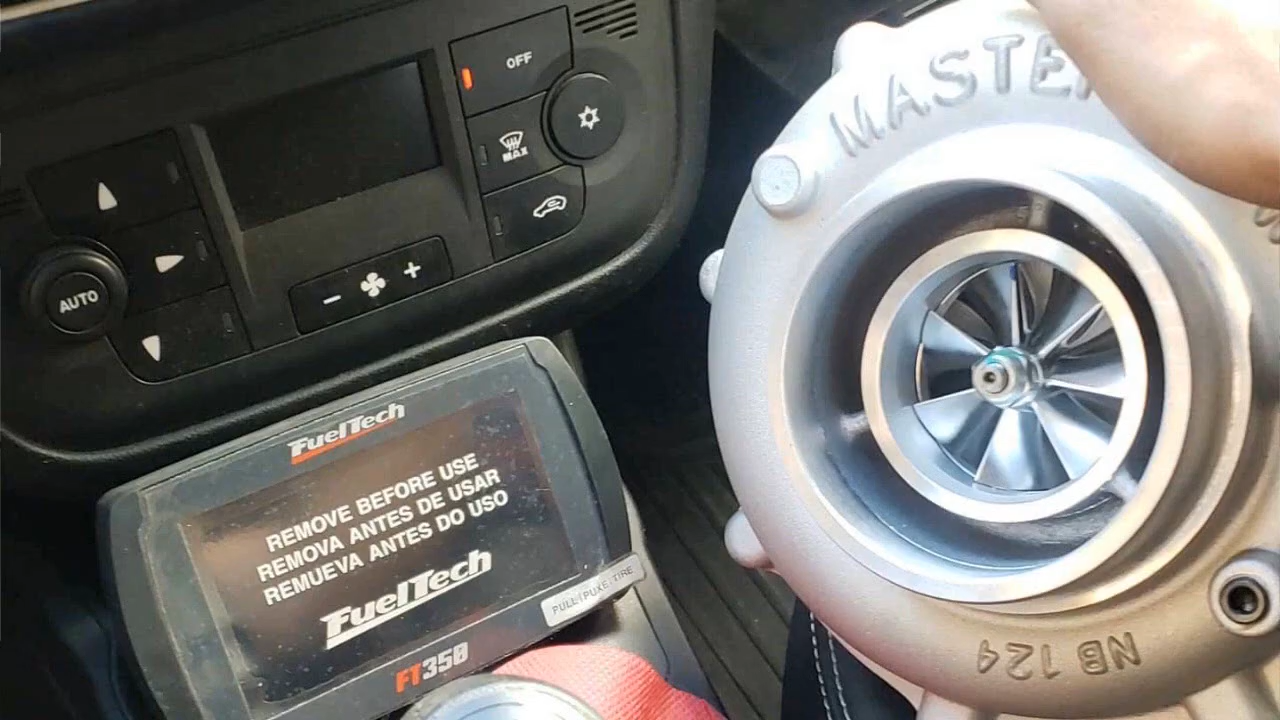 OFF
MAX
AUTO
- +
MASTER
FuelTech
REMOVE BEFORE USE
REMOVA ANTES DE USAR
REMUEVA ANTES DO USO
FuelTech
PULL/PUXE/TIRE
FT350
NB 124